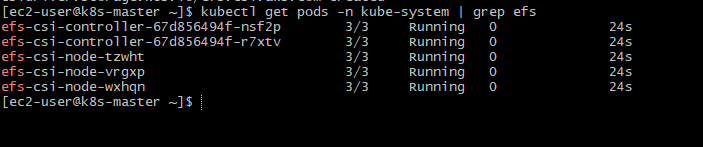 [ec2-user@k8s-master ~]$ kubectl get pods -n kube-system | grep efs
efs-csi-controller-67d856494f-nsf2p 3/3 Running 0 24s
efs-csi-controller-67d856494f-r7xtv 3/3 Running 0 24s
efs-csi-node-tzwht 3/3 Running 0 24s
efs-csi-node-vrgxp 3/3 Running 0 24s
efs-csi-node-wxhqn 3/3 Running 0 24s
[ec2-user@k8s-master ~]$